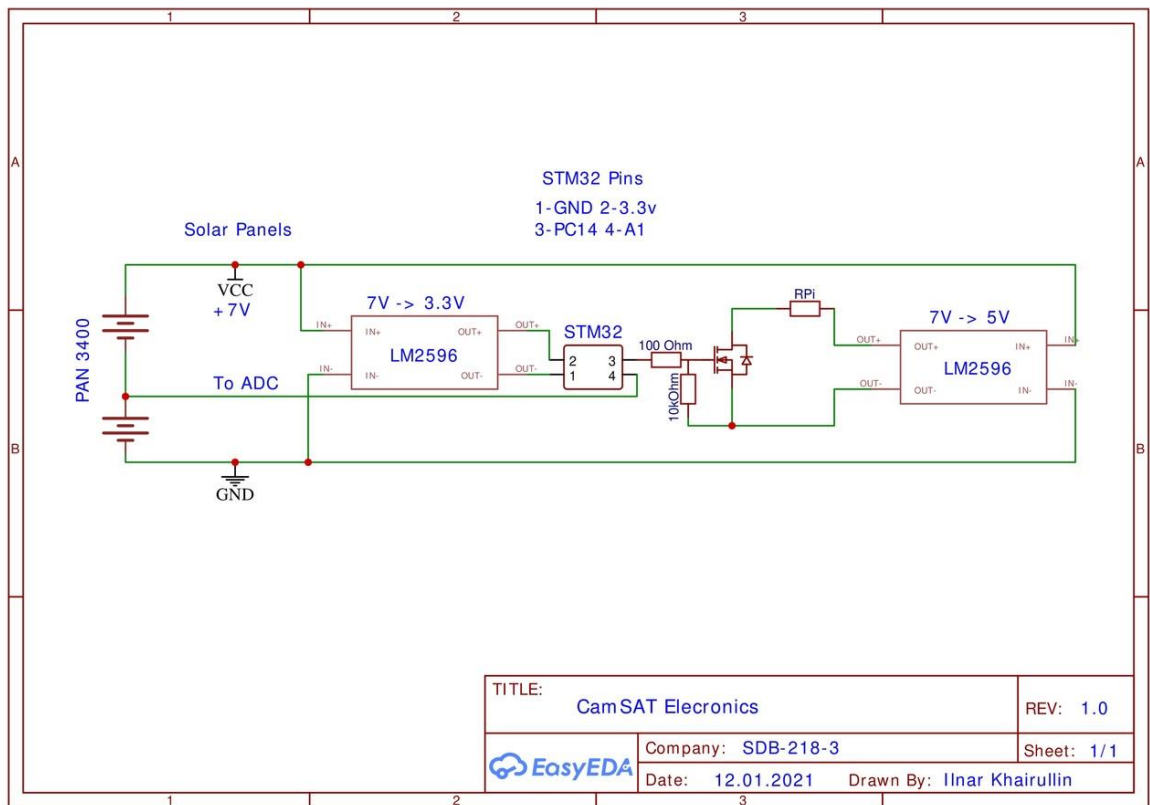 1 2 3
A A
STM32 Pins
1-GND 2-3.3v
3-PC14 4-A1
Solar Panels
VCC
+7V
7V -> 3.3V
RPi
7V -> 5V
IN+ IN+ OUT+ OUT+
STM32
100 Ohm
OUT+ OUT+ IN+ IN+
LM2596
2 3
LM2596
IN- IN- OUT- OUT-
1 4
PAN 3400
To ADC
10kOhm
OUT- OUT- IN- IN-
B B
GND
TITLE:
CamSAT Elecronics
REV: 1.0
EasyEDA
Company: SDB-218-3
Sheet: 1/1
Date: 12.01.2021 Drawn By: Ilnar Khairullin
1 2 3